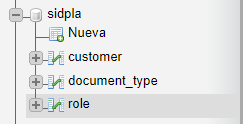 sidpla
Nueva
customer
document_type
role